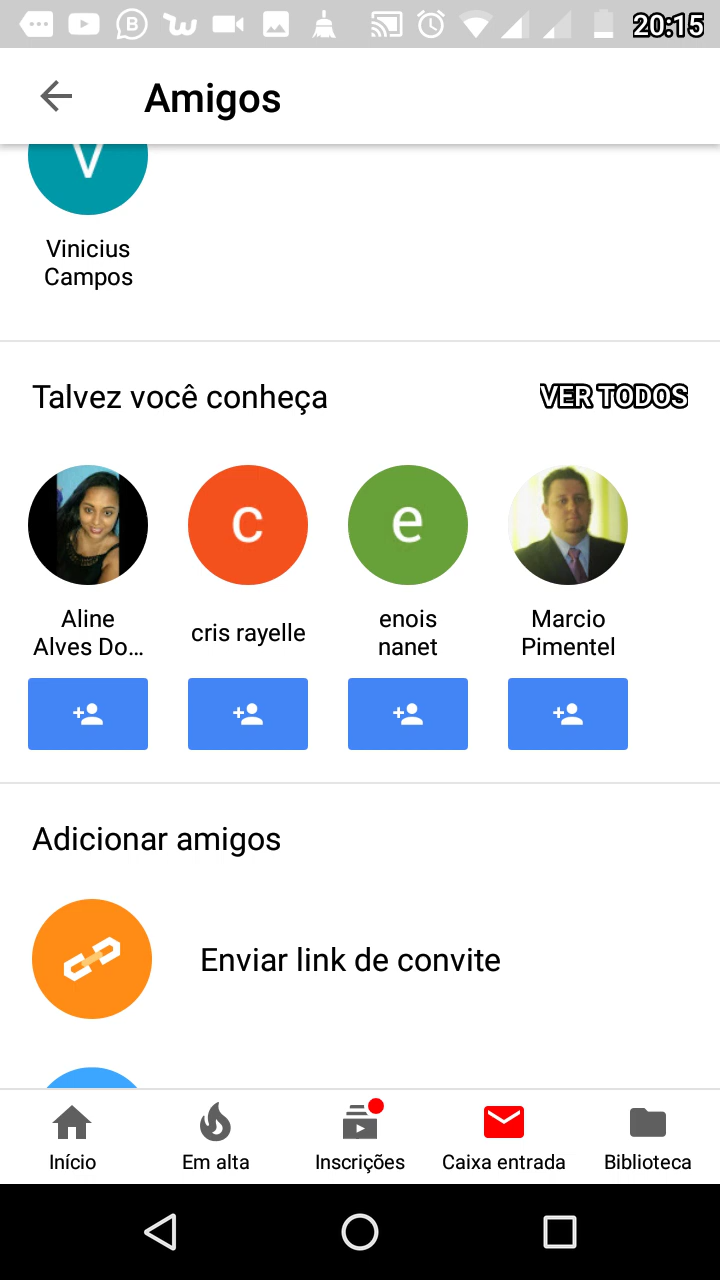 20:15
Amigos
V
Vinicius
Campos
Talvez você conheça
VER TODOS
c
e
Aline
Alves Do...
cris rayelle
enois
nanet
Marcio
Pimentel
Adicionar amigos
Enviar link de convite
Início
Em alta
Inscrições
Caixa entrada
Biblioteca